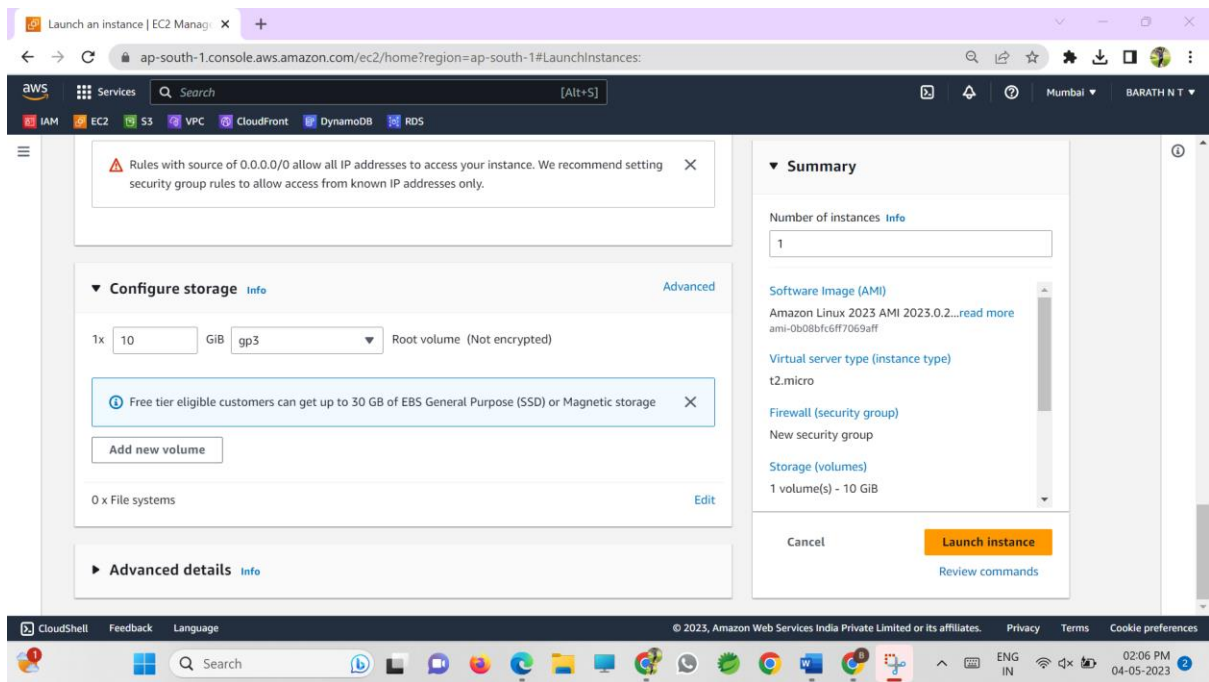 Launch an instance | EC2 Manag
ap-south-1.console.aws.amazon.com/ec2/home?region=ap-south-1#LaunchInstances:
aws
Services
Search
[Alt+S]
Mumbai
BARATH N T
IAM
EC2
S3
VPC
CloudFront
DynamoDB
RDS
Rules with source of 0.0.0.0/0 allow all IP addresses to access your instance. We recommend setting
security group rules to allow access from known IP addresses only.
Configure storage Info
Advanced
1x
10
GiB
gp3
Root volume (Not encrypted)
Free tier eligible customers can get up to 30 GB of EBS General Purpose (SSD) or Magnetic storage
Add new volume
0 x File systems
Edit
Advanced details Info
Summary
Number of instances Info
1
Software Image (AMI)
Amazon Linux 2023 AMI 2023.0.2...read more
ami-0b08bfc6ff7069aff
Virtual server type (instance type)
t2.micro
Firewall (security group)
New security group
Storage (volumes)
1 volume(s) - 10 GiB
Cancel
Launch instance
Review commands
CloudShell
Feedback
Language
© 2023, Amazon Web Services India Private Limited or its affiliates.
Privacy
Terms
Cookie preferences
1
Search
ENG
IN
02:06 PM
04-05-2023
2